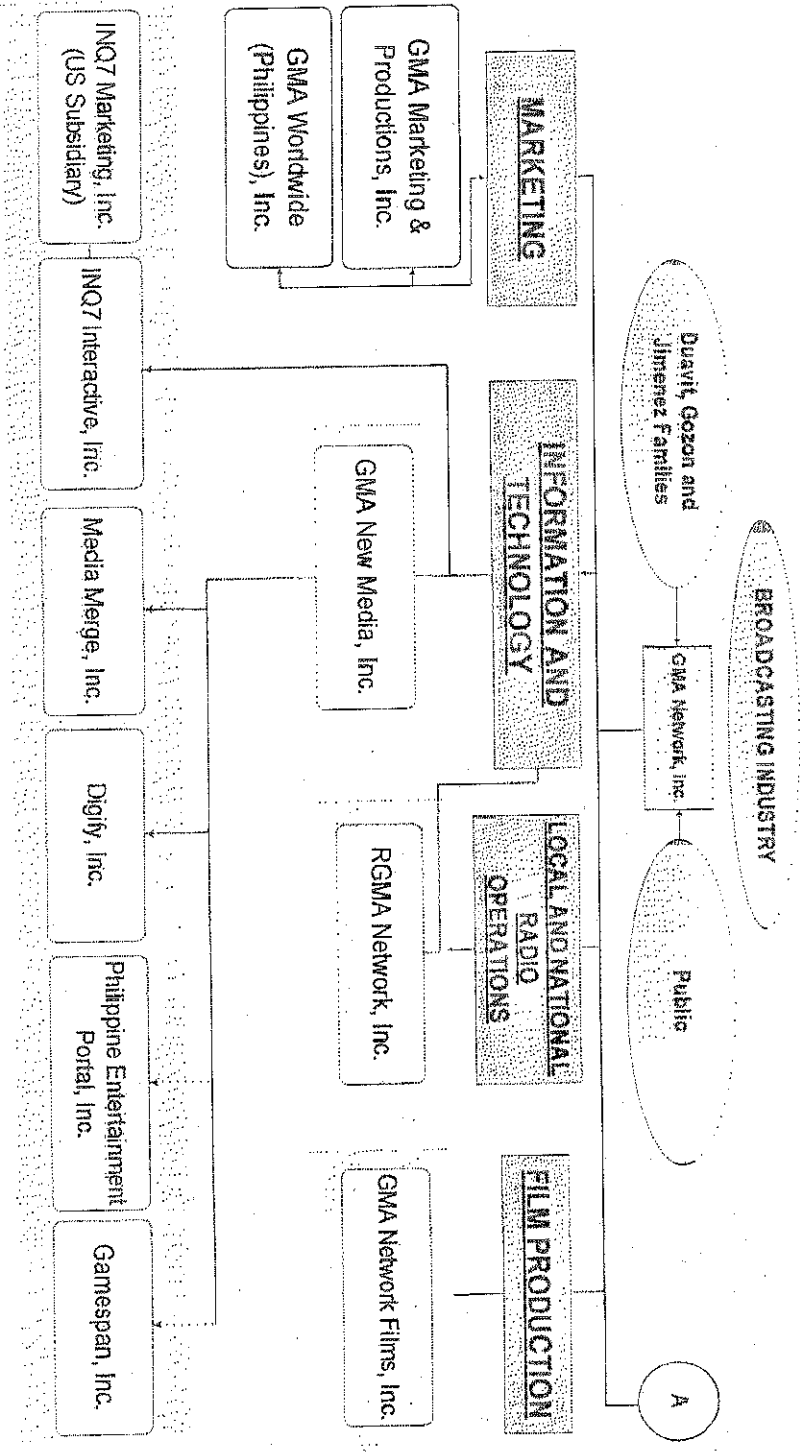 BROADCASTING INDUSTRY
Duavit, Gozon and
Jimenez Families
GMA Network, Inc.
Public
A
MARKETING
INFORMATION AND
TECHNOLOGY
LOCAL AND NATIONAL
RADIO
OPERATIONS
FILM PRODUCTION
GMA Marketing &
Productions, Inc.
GMA Worldwide
(Philippines), Inc.
GMA New Media, Inc.
RGMA Network, Inc.
GMA Network Films, Inc.
INQ7 Marketing, Inc.
(US Subsidiary)
INQ7 Interactive, Inc.
Media Merge, Inc.
Digify, Inc.
Philippine Entertainment
Portal, Inc.
Gamespan, Inc.